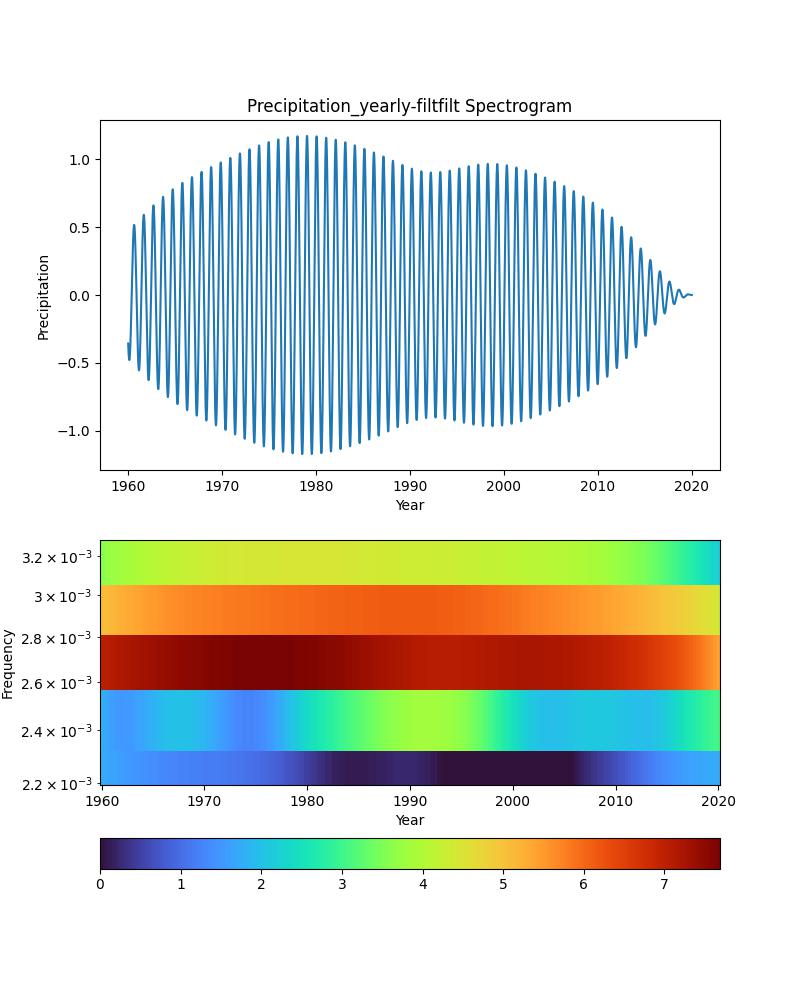 Precipitation_yearly-filtfilt Spectrogram
1.0
0.5
0.0
−0.5
−1.0
Precipitation
1960 1970 1980 1990 2000 2010 2020
Year
3.2 × 10⁻³
3 × 10⁻³
2.8 × 10⁻³
2.6 × 10⁻³
2.4 × 10⁻³
2.2 × 10⁻³
Frequency
1960 1970 1980 1990 2000 2010 2020
Year
0 1 2 3 4 5 6 7